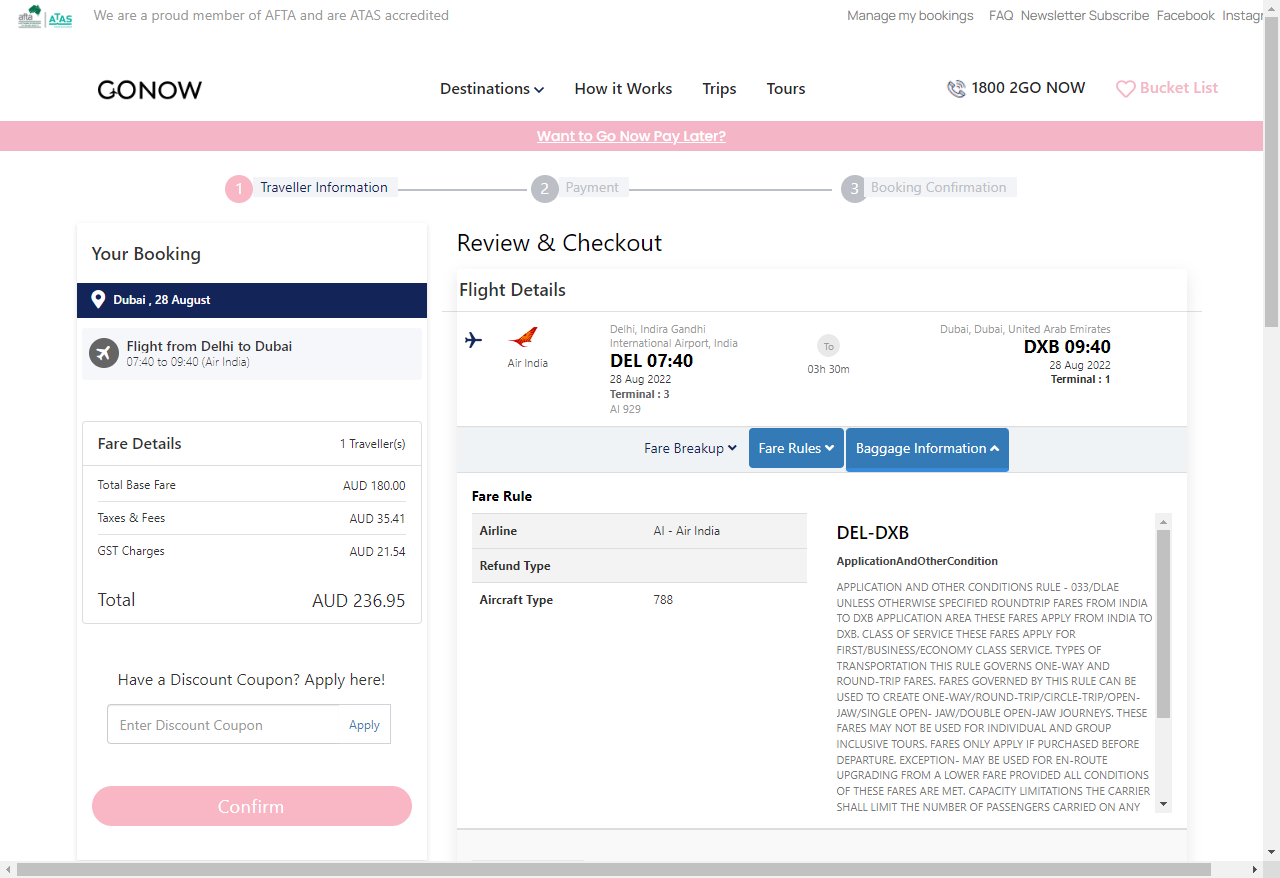 afta
ATAS
We are a proud member of AFTA and are ATAS accredited
Manage my bookings FAQ Newsletter Subscribe Facebook Instagr
GONOW
Destinations How it Works Trips Tours
1800 2GO NOW
Bucket List
Want to Go Now Pay Later?
1 Traveller Information
2 Payment
3 Booking Confirmation
Your Booking
Dubai , 28 August
Flight from Delhi to Dubai
07:40 to 09:40 (Air India)
Fare Details 1 Traveller(s)
Total Base Fare AUD 180.00
Taxes & Fees AUD 35.41
GST Charges AUD 21.54
Total AUD 236.95
Have a Discount Coupon? Apply here!
Enter Discount Coupon Apply
Confirm
Review & Checkout
Flight Details
Air India
Delhi, Indira Gandhi
International Airport, India
DEL 07:40
28 Aug 2022
Terminal : 3
AI 929
To
03h 30m
Dubai, Dubai, United Arab Emirates
DXB 09:40
28 Aug 2022
Terminal : 1
Fare Breakup Fare Rules Baggage Information
Fare Rule
Airline AI - Air India
Refund Type
Aircraft Type 788
DEL-DXB
ApplicationAndOtherCondition
APPLICATION AND OTHER CONDITIONS RULE - 033/DLAE
UNLESS OTHERWISE SPECIFIED ROUNDTRIP FARES FROM INDIA
TO DXB APPLICATION AREA THESE FARES APPLY FROM INDIA TO
DXB. CLASS OF SERVICE THESE FARES APPLY FOR
FIRST/BUSINESS/ECONOMY CLASS SERVICE. TYPES OF
TRANSPORTATION THIS RULE GOVERNS ONE-WAY AND
ROUND-TRIP FARES. FARES GOVERNED BY THIS RULE CAN BE
USED TO CREATE ONE-WAY/ROUND-TRIP/CIRCLE-TRIP/OPEN-
JAW/SINGLE OPEN- JAW/DOUBLE OPEN-JAW JOURNEYS. THESE
FARES MAY NOT BE USED FOR INDIVIDUAL AND GROUP
INCLUSIVE TOURS. FARES ONLY APPLY IF PURCHASED BEFORE
DEPARTURE. EXCEPTION- MAY BE USED FOR EN-ROUTE
UPGRADING FROM A LOWER FARE PROVIDED ALL CONDITIONS
OF THESE FARES ARE MET. CAPACITY LIMITATIONS THE CARRIER
SHALL LIMIT THE NUMBER OF PASSENGERS CARRIED ON ANY